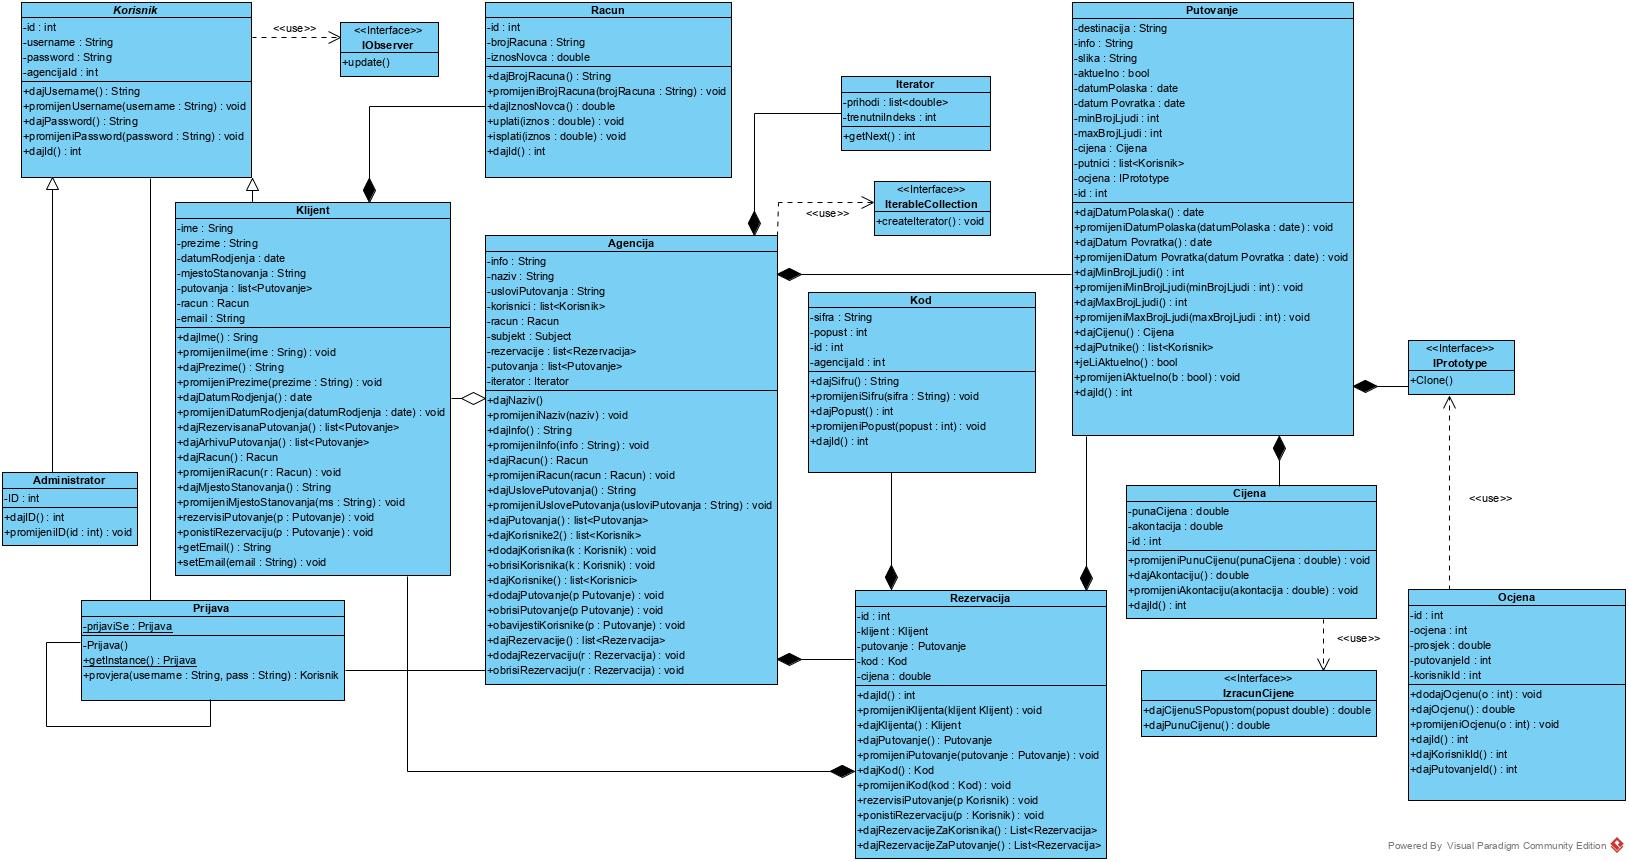 Korisnik
-id : int
-username : String
-password : String
-agencijaId : int
+dajUsername() : String
+promijenUsername(username : String) : void
+dajPassword() : String
+promijeniPassword(password : String) : void
+dajId() : int
<<use>>
<<Interface>>
IObserver
+update()
Racun
-id : int
-brojRacuna : String
-iznosNovca : double
+dajBrojRacuna() : String
+promijeniBrojRacuna(brojRacuna : String) : void
+dajIznosNovca() : double
+uplati(iznos : double) : void
+isplati(iznos : double) : void
+dajId() : int
Iterator
-prihodi : list<double>
-trenutniIndeks : int
+getNext() : int
<<Interface>>
IterableCollection
+createIterator() : void
<<use>>
Putovanje
-destinacija : String
-info : String
-slika : String
-aktuelno : bool
-datumPolaska : date
-datum Povratka : date
-minBrojLjudi : int
-maxBrojLjudi : int
-cijena : Cijena
-putnici : list<Korisnik>
-ocjena : IPrototype
-id : int
+dajDatumPolaska() : date
+promijeniDatumPolaska(datumPolaska : date) : void
+dajDatum Povratka() : date
+promijeniDatum Povratka(datum Povratka : date) : void
+dajMinBrojLjudi() : int
+promijeniMinBrojLjudi(minBrojLjudi : int) : void
+dajMaxBrojLjudi() : int
+promijeniMaxBrojLjudi(maxBrojLjudi : int) : void
+dajCijenu() : Cijena
+dajPutnike() : list<Korisnik>
+jeLiAktuelno() : bool
+promijeniAktuelno(b : bool) : void
+dajId() : int
Klijent
-ime : Sring
-prezime : String
-datumRodjenja : date
-mjestoStanovanja : String
-putovanja : list<Putovanje>
-racun : Racun
-email : String
+dajIme() : Sring
+promijeniIme(ime : Sring) : void
+dajPrezime() : String
+promijeniPrezime(prezime : String) : void
+dajDatumRodjenja() : date
+promijeniDatumRodjenja(datumRodjenja : date) : void
+dajRezervisanaPutovanja() : list<Putovanje>
+dajArhivuPutovanja() : list<Putovanje>
+dajRacun() : Racun
+promijeniRacun(r : Racun) : void
+dajMjestoStanovanja() : String
+promijeniMjestoStanovanja(ms : String) : void
+rezervisiPutovanje(p : Putovanje) : void
+ponistiRezervaciju(p : Putovanje) : void
+getEmail() : String
+setEmail(email : String) : void
Agencija
-info : String
-naziv : String
-usloviPutovanja : String
-korisnici : list<Korisnik>
-racun : Racun
-subjekt : Subject
-rezervacije : list<Rezervacija>
-putovanja : list<Putovanje>
-iterator : Iterator
+dajNaziv()
+promijeniNaziv(naziv) : void
+dajInfo() : String
+promijeniInfo(info : String) : void
+dajRacun() : Racun
+promijeniRacun(racun : Racun) : void
+dajUslovePutovanja() : String
+promijeniUslovePutovanja(usloviPutovanja : String) : void
+dajPutovanja() : list<Putovanja>
+dajKorisnike2() : list<Korisnik>
+dodajKorisnika(k : Korisnik) : void
+obrisiKorisnika(k : Korisnik) : void
+dajKorisnike() : list<Korisnici>
+dodajPutovanje(p Putovanje) : void
+obrisiPutovanje(p Putovanje) : void
+obavijestiKorisnike(p : Putovanje) : void
+dajRezervacije() : list<Rezervacija>
+dodajRezervaciju(r : Rezervacija) : void
+obrisiRezervaciju(r : Rezervacija) : void
Kod
-sifra : String
-popust : int
-id : int
-agencijaId : int
+dajSifru() : String
+promijeniSifru(sifra : String) : void
+dajPopust() : int
+promijeniPopust(popust : int) : void
+dajId() : int
<<Interface>>
IPrototype
+Clone()
<<use>>
Administrator
-ID : int
+dajID() : int
+promijeniID(id : int) : void
Cijena
-punaCijena : double
-akontacija : double
-id : int
+promijeniPunuCijenu(punaCijena : double) : void
+dajAkontaciju() : double
+promijeniAkontaciju(akontacija : double) : void
+dajId() : int
<<use>>
Prijava
-prijaviSe : Prijava
-Prijava()
+getInstance() : Prijava
+provjera(username : String, pass : String) : Korisnik
Rezervacija
-id : int
-klijent : Klijent
-putovanje : Putovanje
-kod : Kod
-cijena : double
+dajId() : int
+promijeniKlijenta(klijent Klijent) : void
+dajKlijenta() : Klijent
+dajPutovanje() : Putovanje
+promijeniPutovanje(putovanje : Putovanje) : void
+dajKod() : Kod
+promijeniKod(kod : Kod) : void
+rezervisiPutovanje(p Korisnik) : void
+ponistiRezervaciju(p : Korisnik) : void
+dajRezervacijeZaKorisnika() : List<Rezervacija>
+dajRezervacijeZaPutovanje() : List<Rezervacija>
<<Interface>>
IzracunCijene
+dajCijenuSPopustom(popust double) : double
+dajPunuCijenu() : double
Ocjena
-id : int
-ocjena : int
-prosjek : double
-putovanjeId : int
-korisnikId : int
+dodajOcjenu(o : int) : void
+dajOcjenu() : double
+promijeniOcjenu(o : int) : void
+dajId() : int
+dajKorisnikId() : int
+dajPutovanjeId() : int
Powered By Visual Paradigm Community Edition